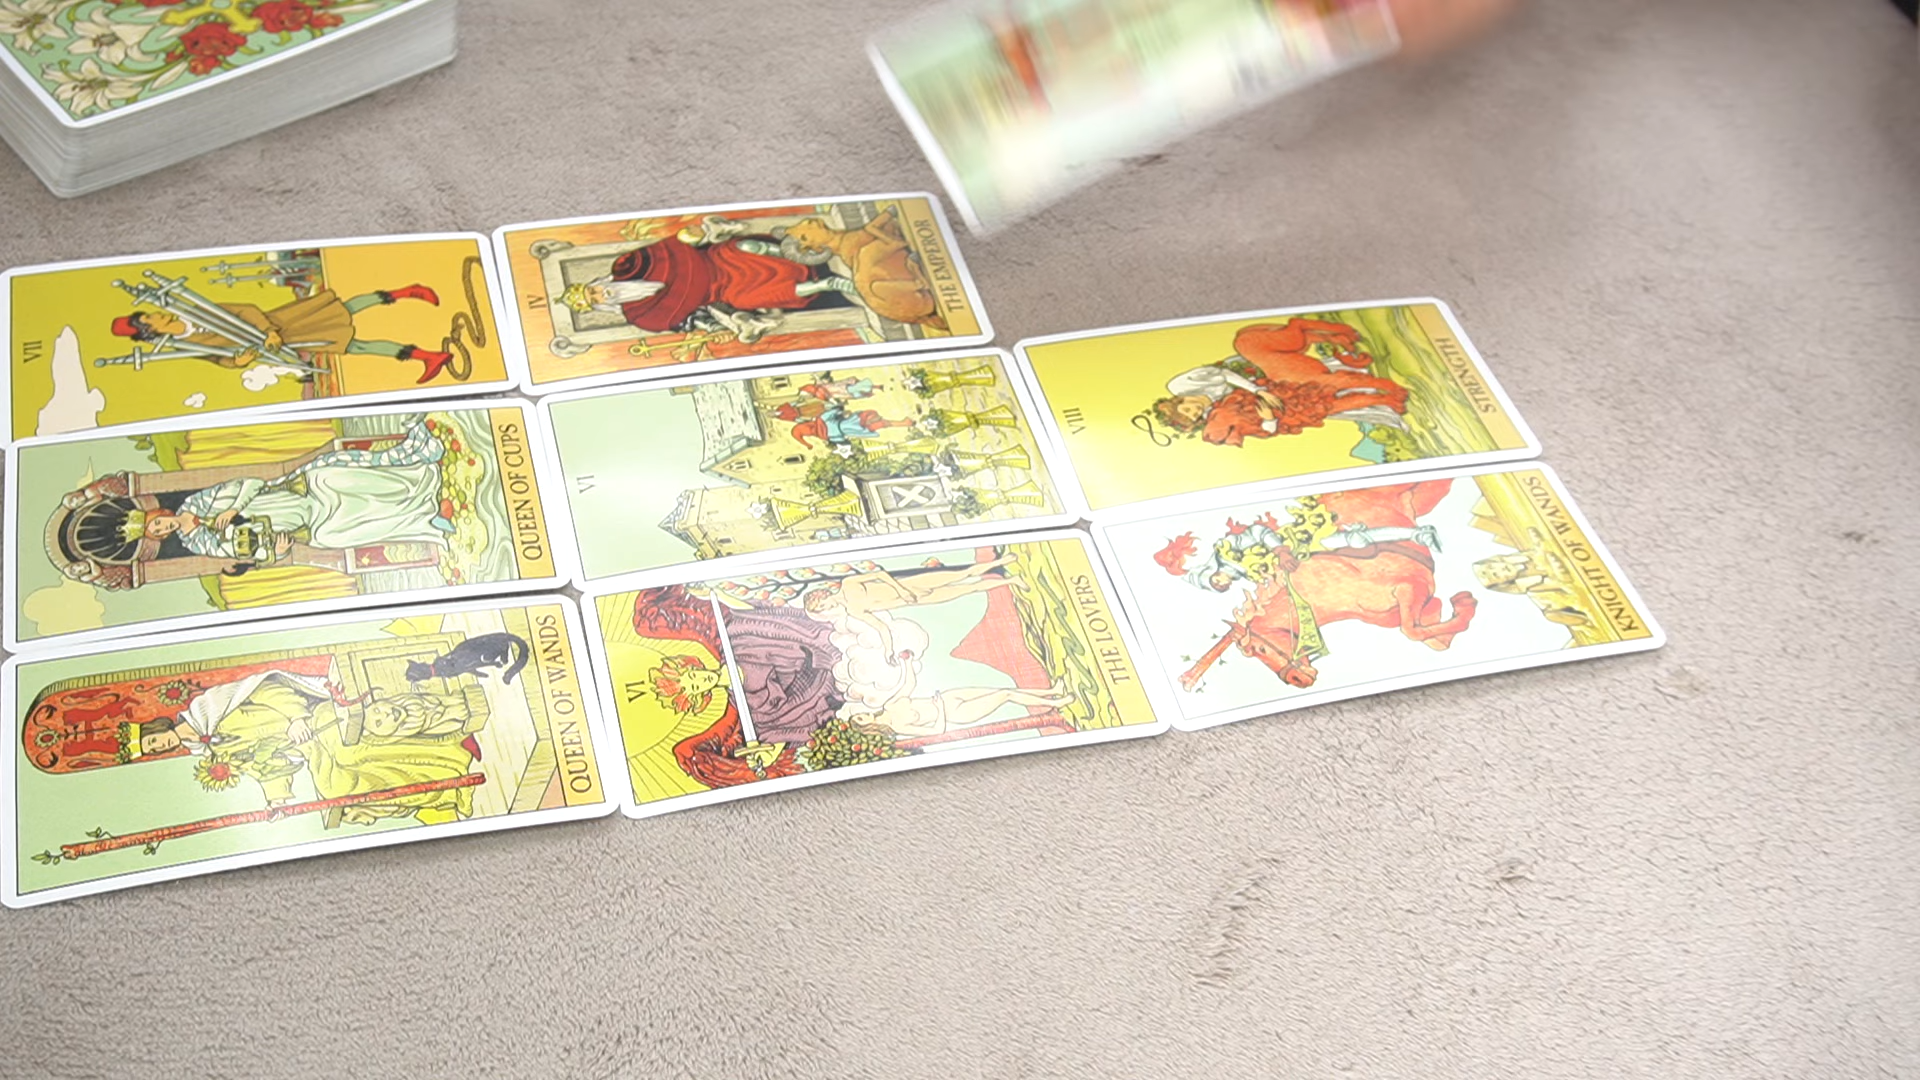 VII
IV
THE EMPEROR
QUEEN OF CUPS
VI
VIII
STRENGTH
QUEEN OF WANDS
VI
THE LOVERS
KNIGHT OF WANDS